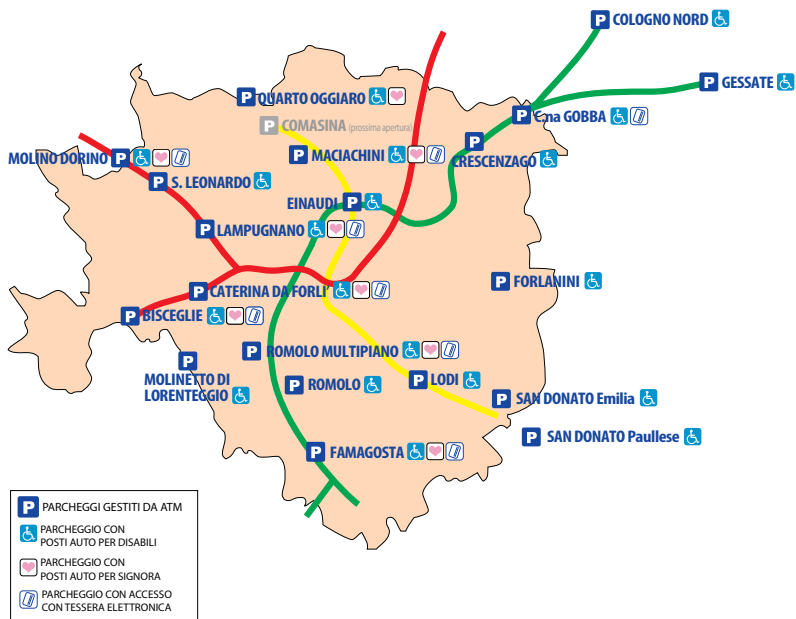 P COLOGNO NORD
P GESSATE
P QUARTO OGGIARO
P C.na GOBBA
P COMASINA (prossima apertura)
P MACIACHINI
P CRESCENZAGO
MOLINO DORINO P
P S. LEONARDO
EINAUDI P
P LAMPUGNANO
P FORLANINI
P CATERINA DA FORLI'
P BISCEGLIE
P ROMOLO MULTIPIANO
P
MOLINETTO DI
LORENTEGGIO
P ROMOLO
P LODI
P SAN DONATO Emilia
P SAN DONATO Paullese
P FAMAGOSTA
P PARCHEGGI GESTITI DA ATM
PARCHEGGIO CON
POSTI AUTO PER DISABILI
PARCHEGGIO CON
POSTI AUTO PER SIGNORA
PARCHEGGIO CON ACCESSO
CON TESSERA ELETTRONICA